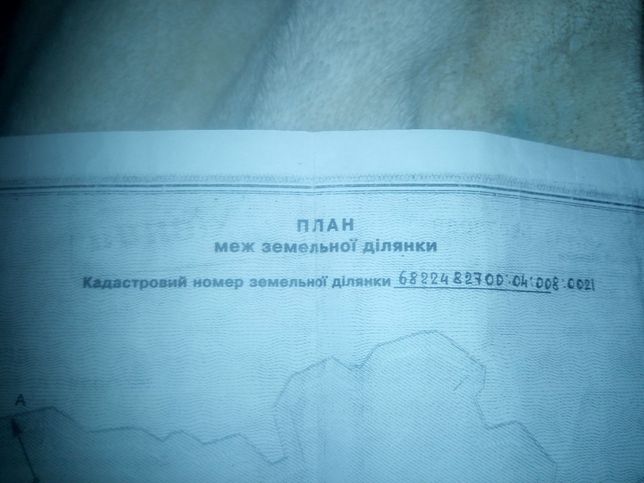 ПЛАН
меж земельної ділянки
Кадастровий номер земельної ділянки 6822482700:04:008:0021
А